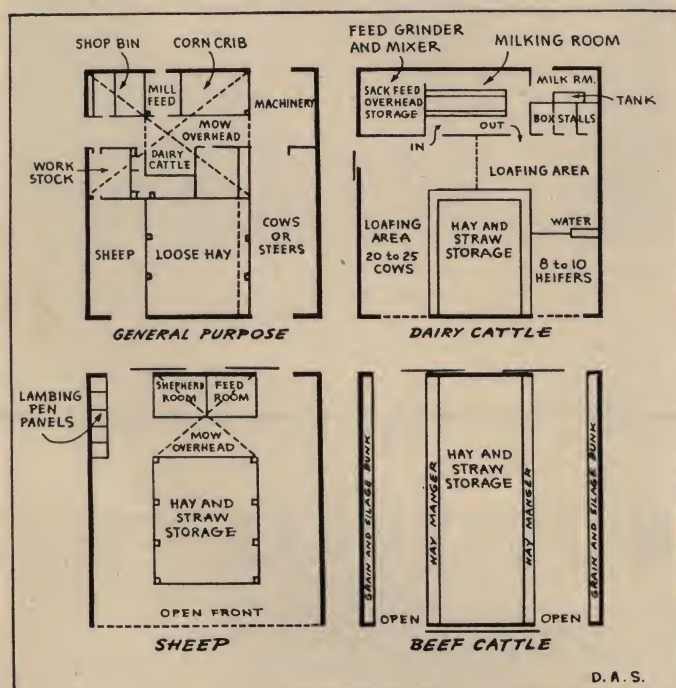 SHOP BIN
CORN CRIB
MILL
FEED
MACHINERY
MOW
OVERHEAD
DAIRY
CATTLE
WORK
STOCK
SHEEP
LOOSE HAY
COWS
OR
STEERS
GENERAL PURPOSE
FEED GRINDER
AND MIXER
MILKING ROOM
SACK FEED
OVERHEAD
STORAGE
MILK RM.
TANK
BOX STALLS
IN
OUT
LOAFING AREA
LOAFING
AREA
20 to 25
COWS
HAY AND
STRAW
STORAGE
WATER
8 to 10
HEIFERS
DAIRY CATTLE
LAMBING
PEN
PANELS
SHEPHERD
ROOM
FEED
ROOM
MOW
OVERHEAD
HAY AND
STRAW
STORAGE
OPEN FRONT
SHEEP
GRAIN AND SILAGE BUNK
HAY MANGER
HAY AND
STRAW
STORAGE
HAY MANGER
GRAIN AND SILAGE BUNK
OPEN
OPEN
BEEF CATTLE
D.A.S.